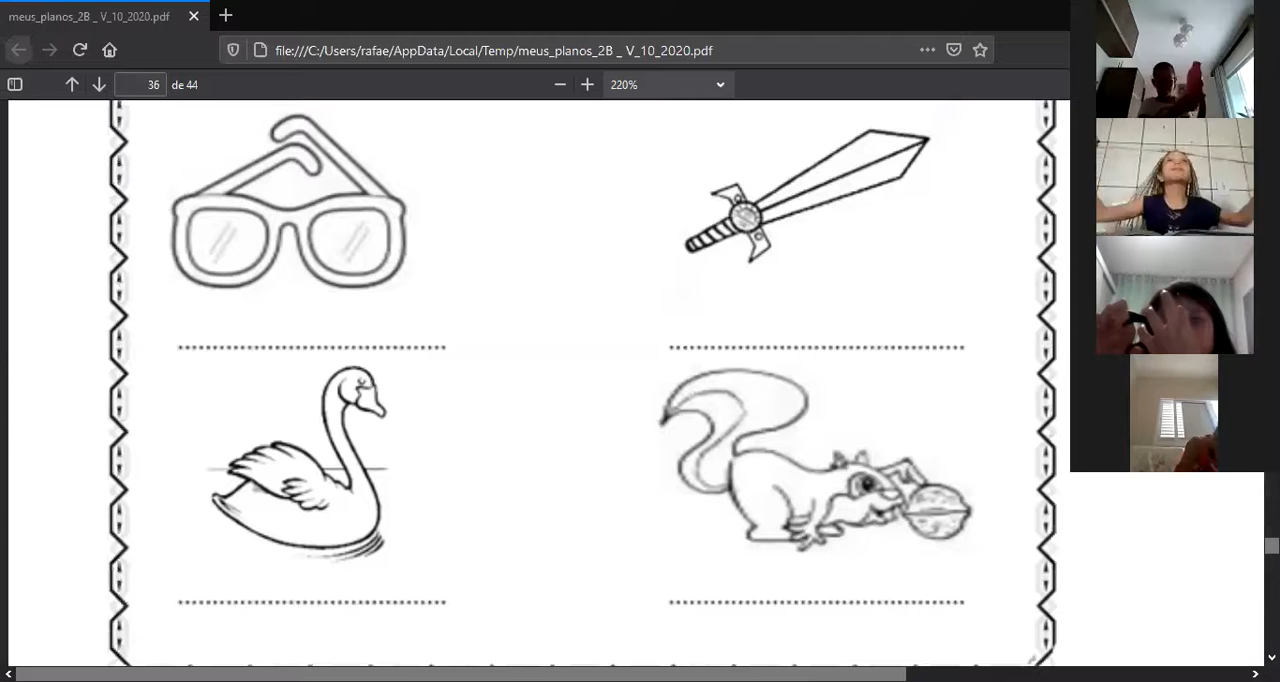 meus_planos_2B _ V_10_2020.pdf
file:///C:/Users/rafae/AppData/Local/Temp/meus_planos_2B _ V_10_2020.pdf
36 de 44
220%